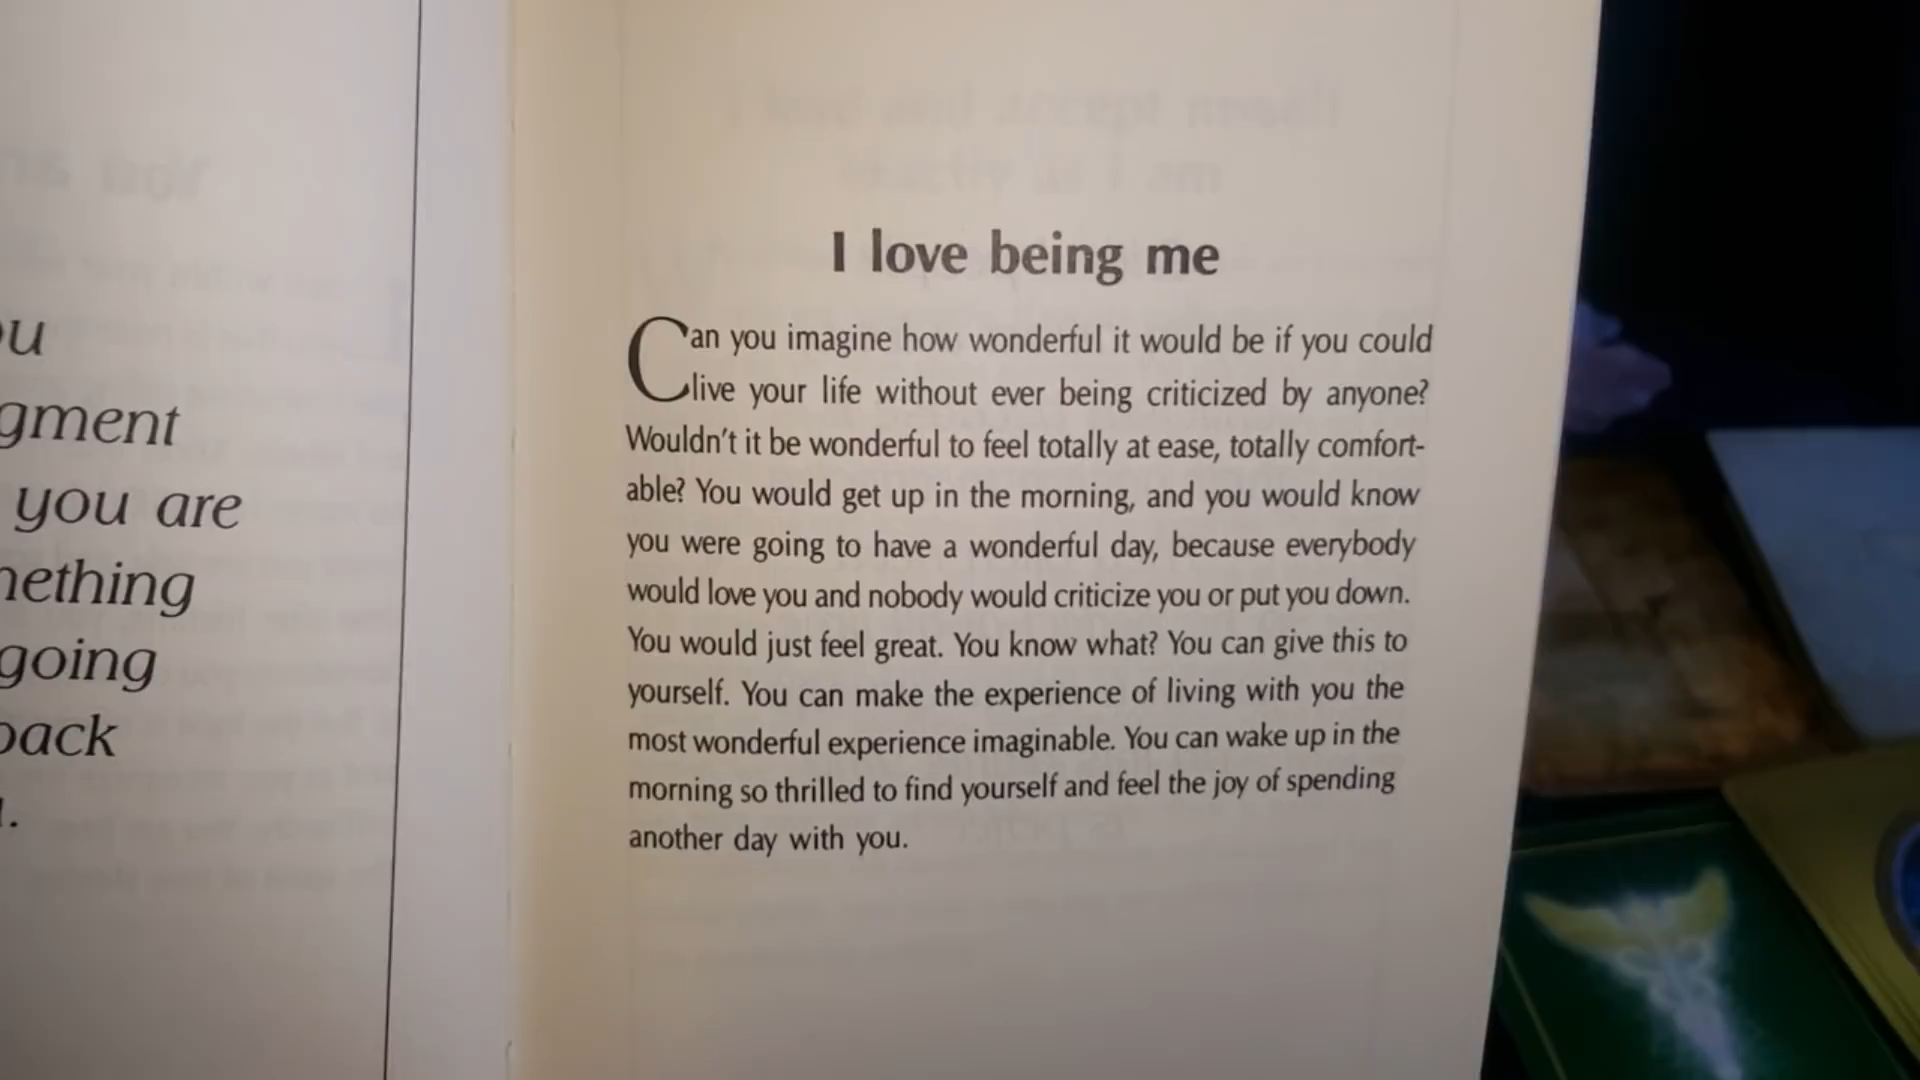 you are
going
I love being me
Can you imagine how wonderful it would be if you could
live your life without ever being criticized by anyone?
Wouldn't it be wonderful to feel totally at ease, totally comfort-
able? You would get up in the morning, and you would know
you were going to have a wonderful day, because everybody
would love you and nobody would criticize you or put you down.
You would just feel great. You know what? You can give this to
yourself. You can make the experience of living with you the
most wonderful experience imaginable. You can wake up in the
morning so thrilled to find yourself and feel the joy of spending
another day with you.